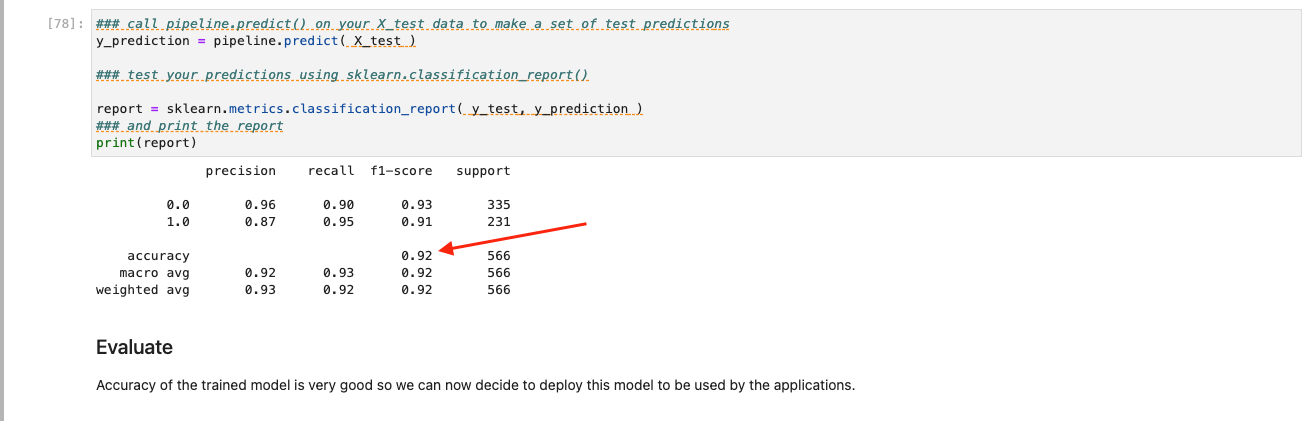 [78]: ### call pipeline.predict() on your X_test data to make a set of test predictions
y_prediction = pipeline.predict( X_test )
### test your predictions using sklearn.classification_report()
report = sklearn.metrics.classification_report( y_test, y_prediction )
### and print the report
print(report)
precision recall f1-score support
0.0 0.96 0.90 0.93 335
1.0 0.87 0.95 0.91 231
accuracy 0.92 566
macro avg 0.92 0.93 0.92 566
weighted avg 0.93 0.92 0.92 566
Evaluate
Accuracy of the trained model is very good so we can now decide to deploy this model to be used by the applications.